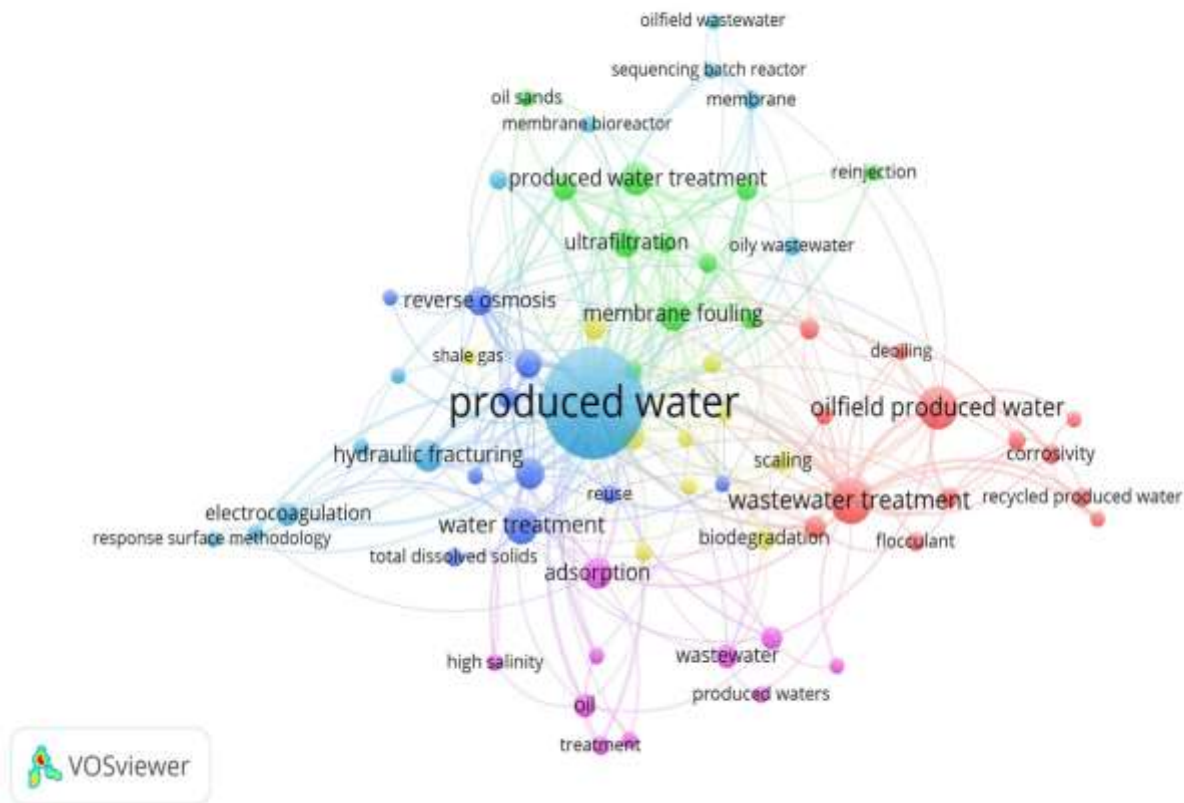 oilfield wastewater
sequencing batch reactor
oil sands
membrane
membrane bioreactor
produced water treatment
reinjection
ultrafiltration
oily wastewater
reverse osmosis
membrane fouling
shale gas
deoiling
produced water
oilfield produced water
hydraulic fracturing
scaling
corrosivity
reuse
wastewater treatment
recycled produced water
electrocoagulation
water treatment
response surface methodology
biodegradation
flocculant
total dissolved solids
adsorption
high salinity
wastewater
produced waters
oil
treatment
VOSviewer